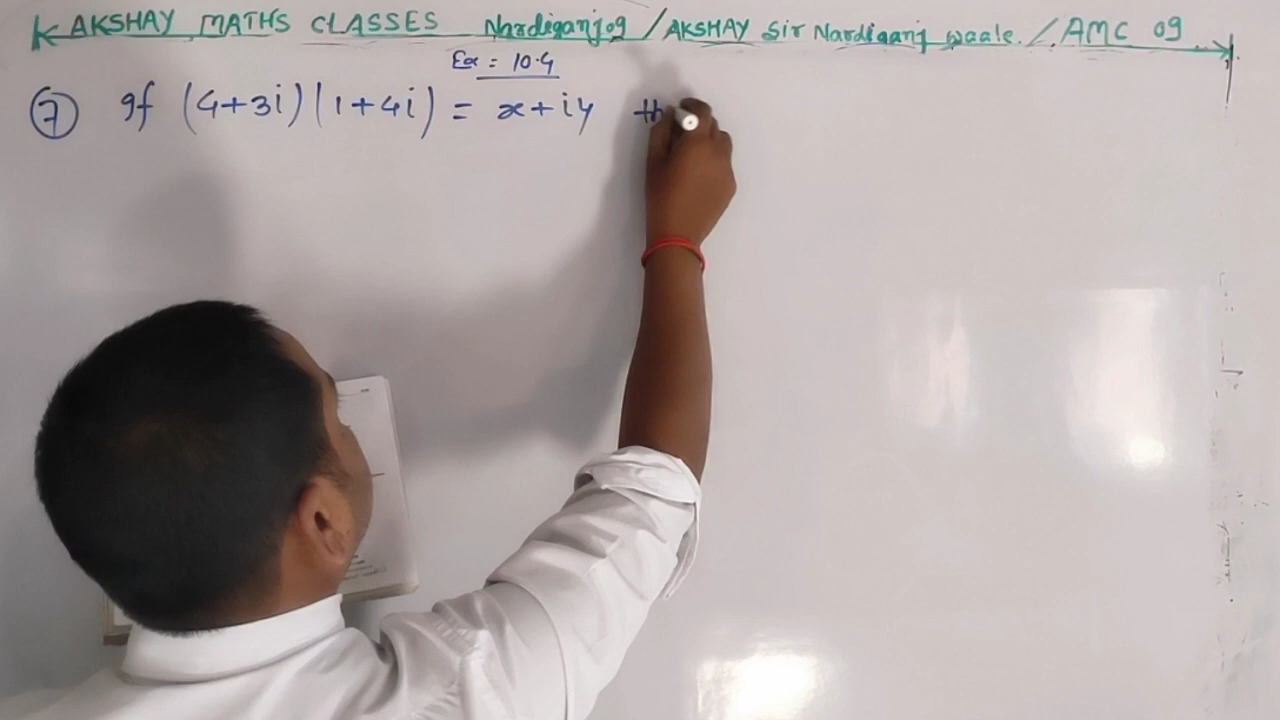 AKSHAY MATHS CLASSES Nardiganj09 / AKSHAY Sir Nardiganj waale. / AMC 09
Ex = 10.4
7 If (4+3i)(1+4i) = x+iy th